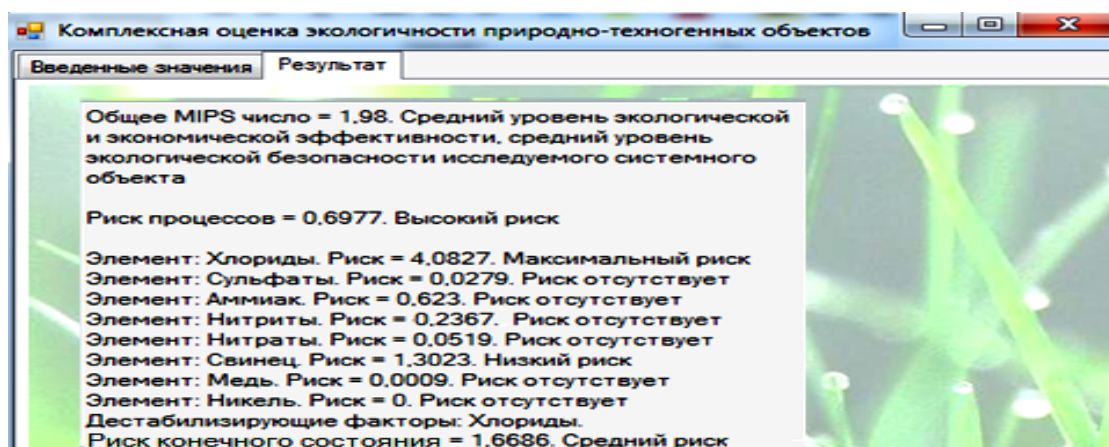 Комплексная оценка экологичности природно-техногенных объектов
Введенные значения Результат
Общее MIPS число = 1,98. Средний уровень экологической
и экономической эффективности, средний уровень
экологической безопасности исследуемого системного
объекта
Риск процессов = 0,6977. Высокий риск
Элемент: Хлориды. Риск = 4,0827. Максимальный риск
Элемент: Сульфаты. Риск = 0,0279. Риск отсутствует
Элемент: Аммиак. Риск = 0,623. Риск отсутствует
Элемент: Нитриты. Риск = 0,2367. Риск отсутствует
Элемент: Нитраты. Риск = 0,0519. Риск отсутствует
Элемент: Свинец. Риск = 1,3023. Низкий риск
Элемент: Медь. Риск = 0,0009. Риск отсутствует
Элемент: Никель. Риск = 0. Риск отсутствует
Дестабилизирующие факторы: Хлориды.
Риск конечного состояния = 1,6686. Средний риск